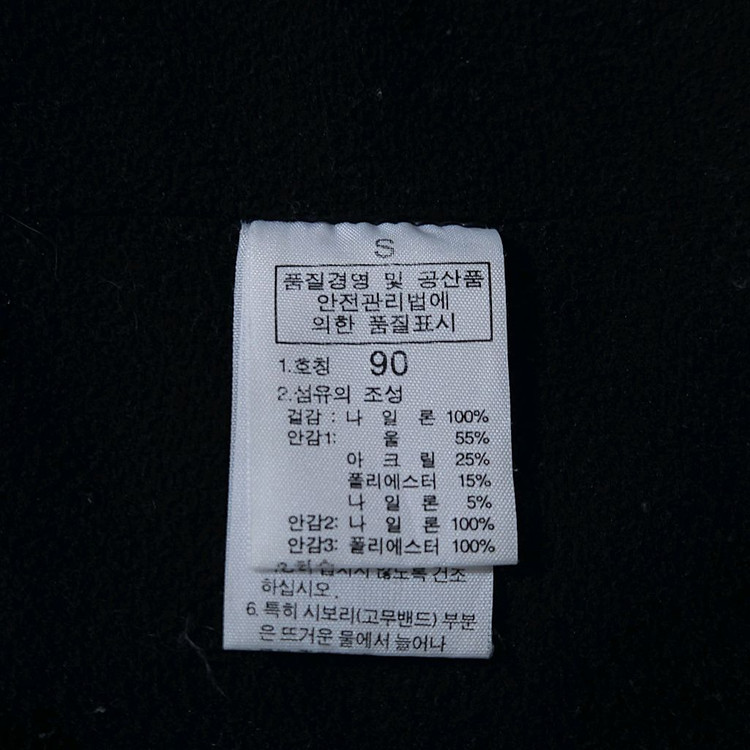 S
품질경영 및 공산품
안전관리법에
의한 품질표시
1.호칭 90
2.섬유의 조성
겉감 : 나 일 론 100%
안감1: 울 55%
아 크 릴 25%
폴리에스터 15%
나 일 론 5%
안감2: 나 일 론 100%
안감3: 폴리에스터 100%
않도록 건조
하십시오.
6. 특히 시보리(고무밴드) 부분
은 뜨거운 물에서 늘어나